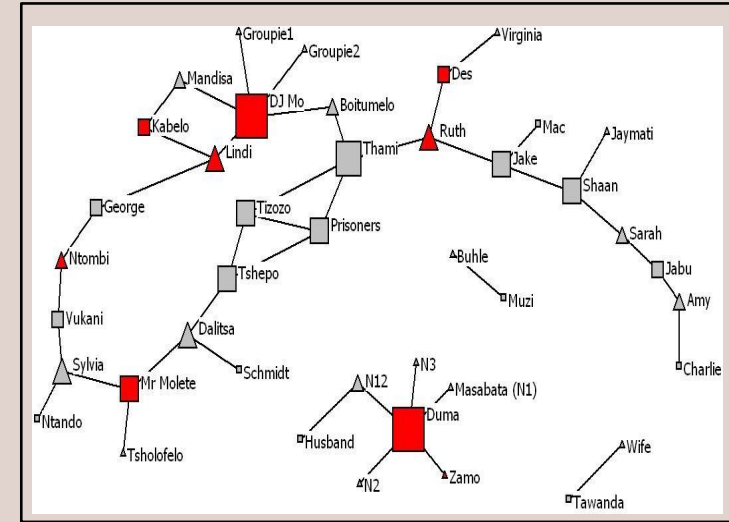 Groupie1
Virginia
Groupie2
Mandisa
Des
DJ Mo
Boitumelo
Kabelo
Mac
Ruth
Jaymati
Lindi
Thami
Jake
Shaan
George
Tizozo
Prisoners
Sarah
Ntombi
Buhle
Jabu
Tshepo
Muzi
Amy
Vukani
Dalitsa
Sylvia
Schmidt
N3
Charlie
Mr Molete
N12
Masabata (N1)
Ntando
Duma
Husband
Wife
Tsholofelo
N2
Zamo
Tawanda